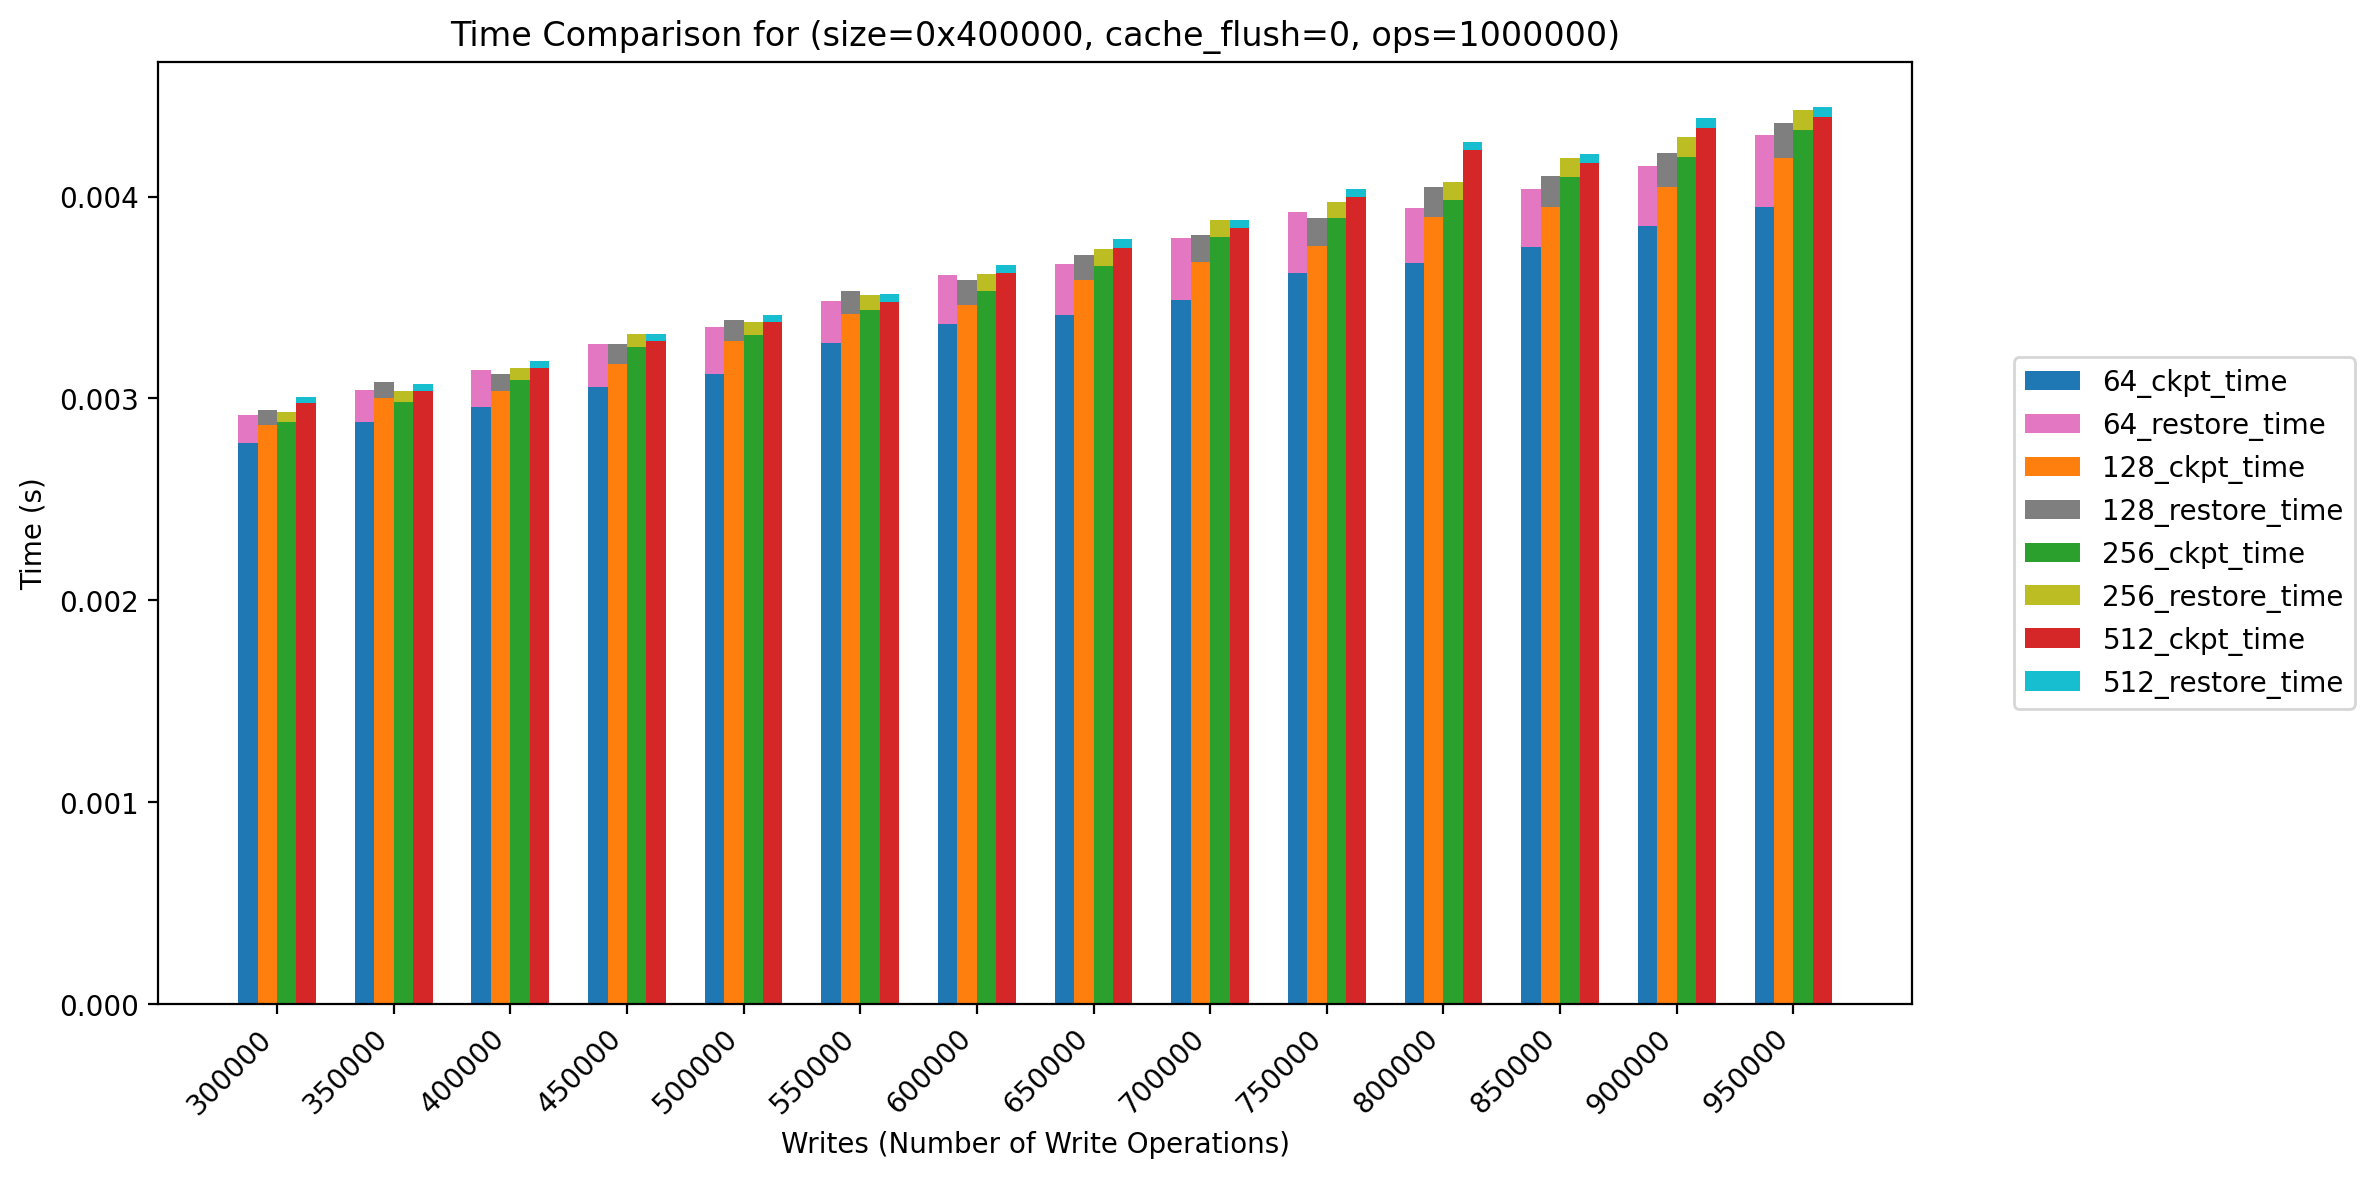 Time Comparison for (size=0x400000, cache_flush=0, ops=1000000)
Time (s)
0.004
0.003
0.002
0.001
0.000
300000
350000
400000
450000
500000
550000
600000
650000
700000
750000
800000
850000
900000
950000
Writes (Number of Write Operations)
64_ckpt_time
64_restore_time
128_ckpt_time
128_restore_time
256_ckpt_time
256_restore_time
512_ckpt_time
512_restore_time